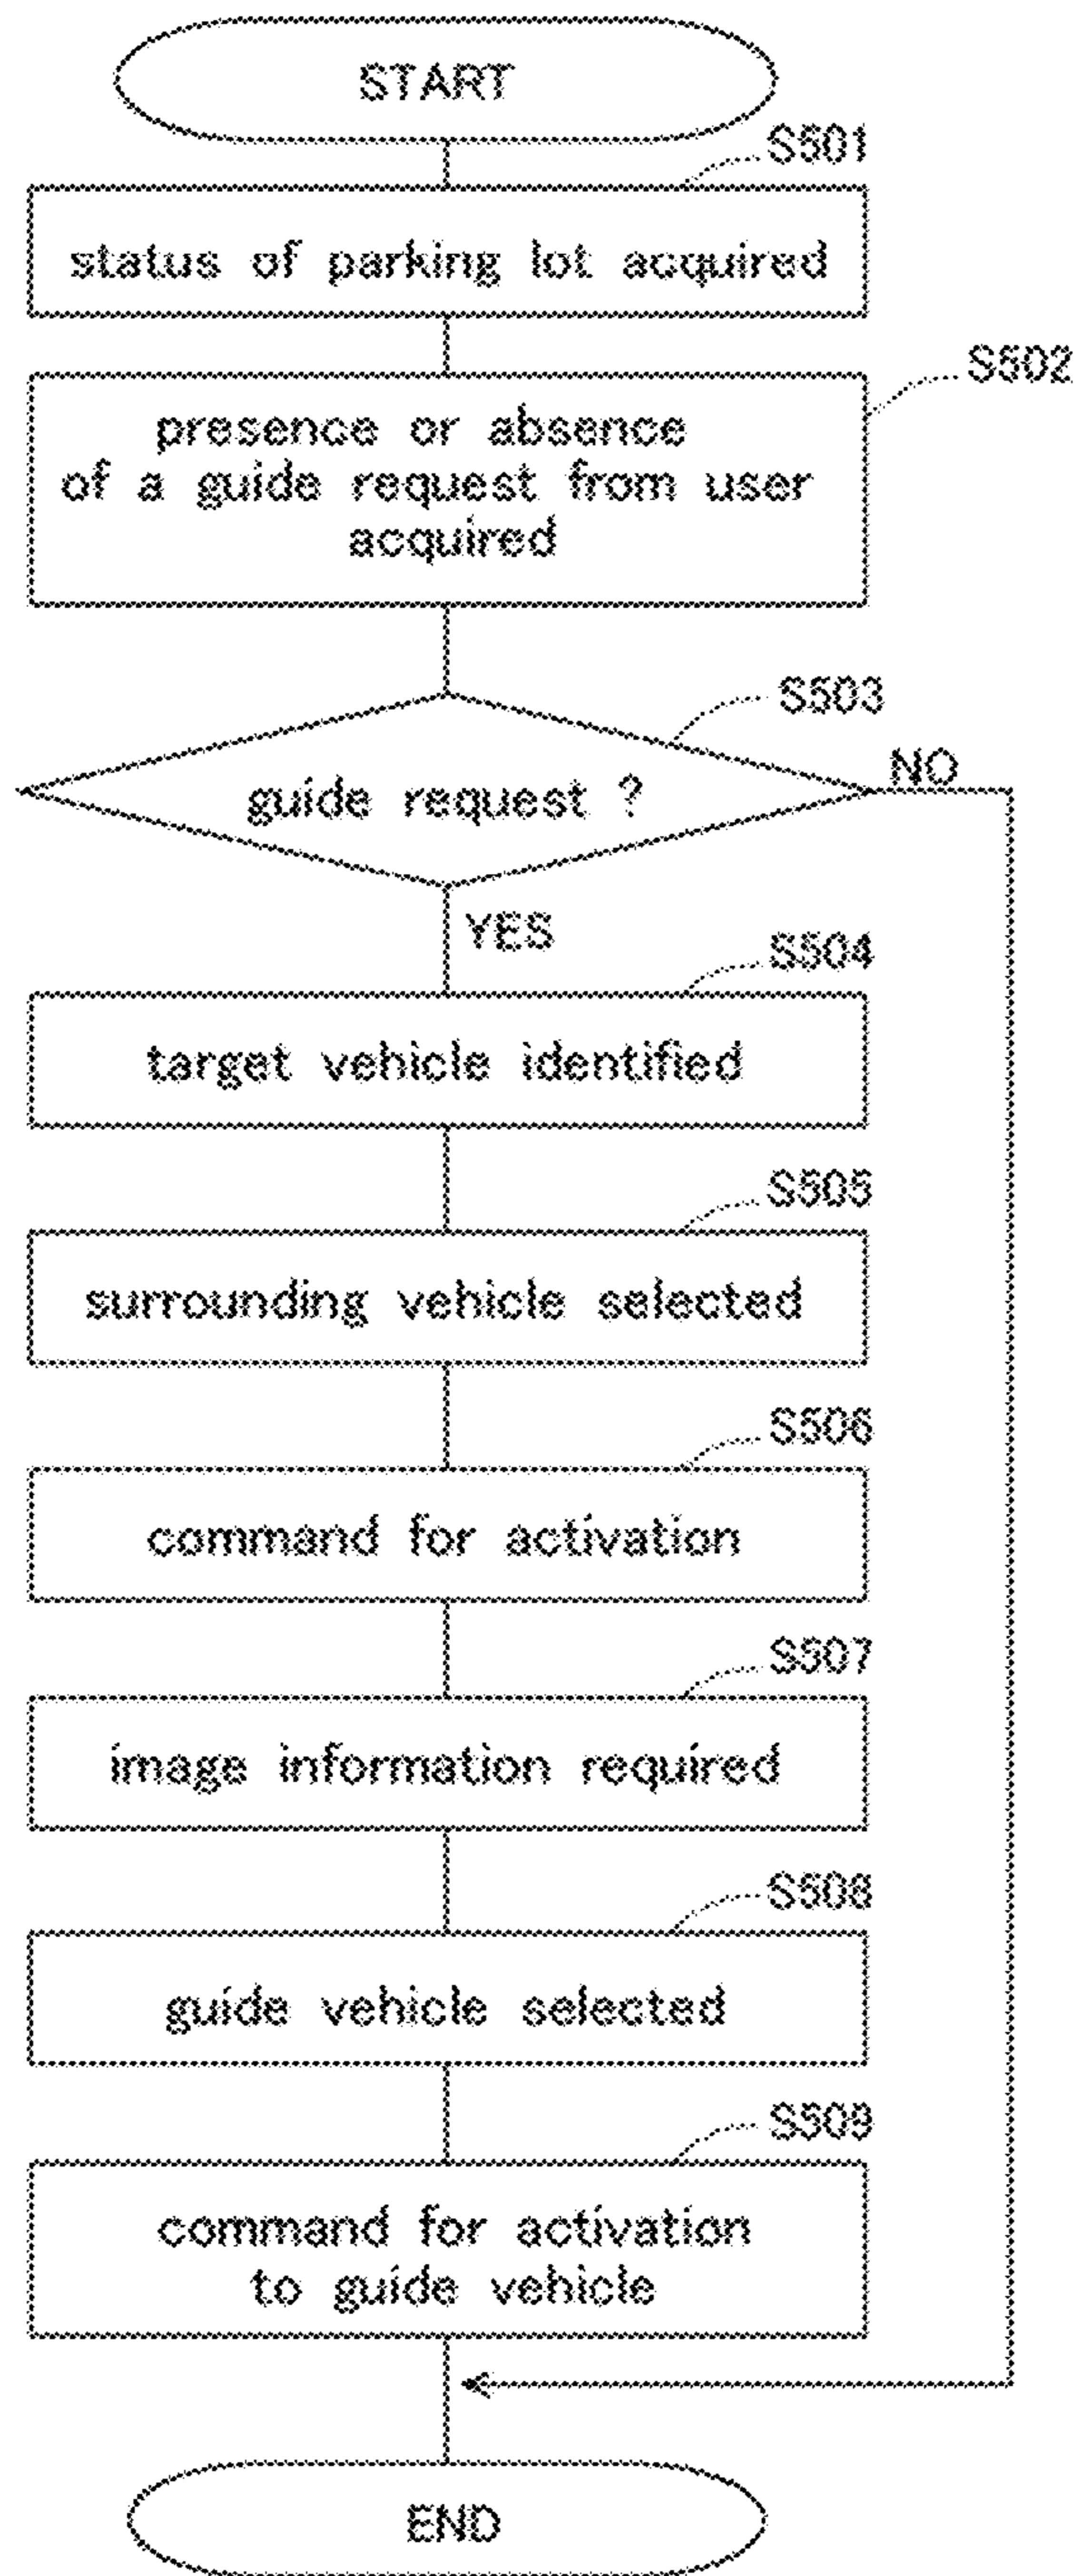 START
S501
status of parking lot acquired
S502
presence or absence
of a guide request from user
acquired
S503
guide request ?
NO
YES
S504
target vehicle identified
S505
surrounding vehicle selected
S506
command for activation
S507
image information required
S508
guide vehicle selected
S509
command for activation
to guide vehicle
END